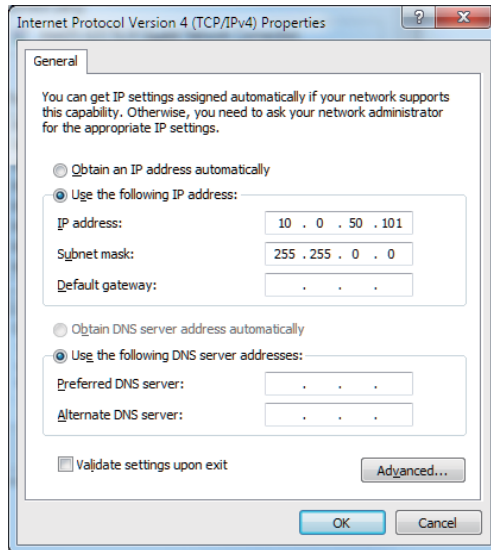 Internet Protocol Version 4 (TCP/IPv4) Properties
General
You can get IP settings assigned automatically if your network supports
this capability. Otherwise, you need to ask your network administrator
for the appropriate IP settings.
Obtain an IP address automatically
Use the following IP address:
IP address: 10 . 0 . 50 . 101
Subnet mask: 255 . 255 . 0 . 0
Default gateway: . . .
Obtain DNS server address automatically
Use the following DNS server addresses:
Preferred DNS server: . . .
Alternate DNS server: . . .
Validate settings upon exit
Advanced...
OK Cancel